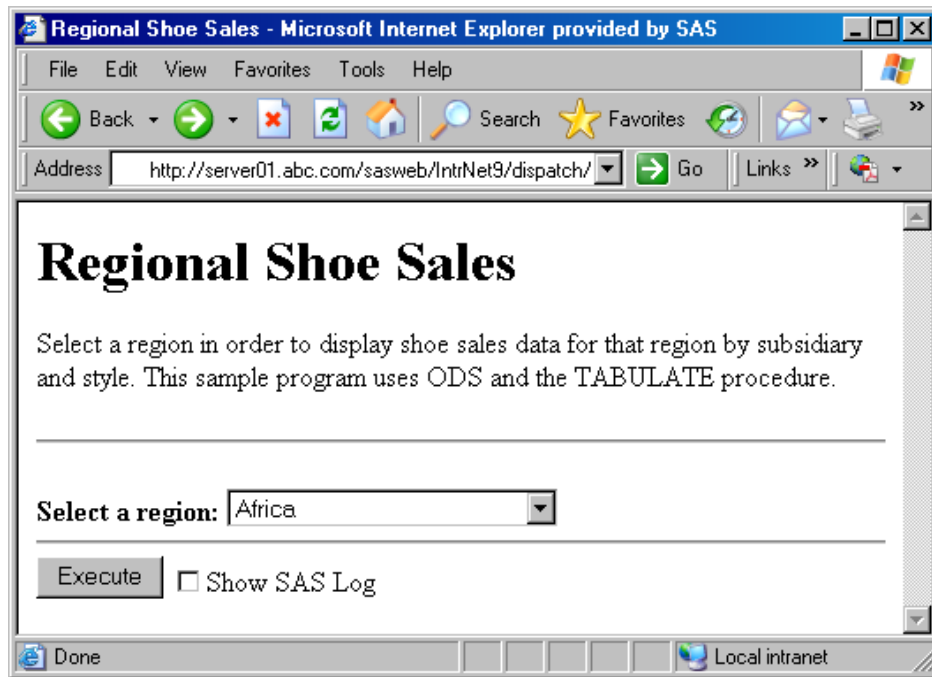 Regional Shoe Sales - Microsoft Internet Explorer provided by SAS
File Edit View Favorites Tools Help
Back Search Favorites »
Address http://server01.abc.com/sasweb/IntrNet9/dispatch/ Go Links »
Regional Shoe Sales
Select a region in order to display shoe sales data for that region by subsidiary
and style. This sample program uses ODS and the TABULATE procedure.
Select a region: Africa
Execute Show SAS Log
Done Local intranet